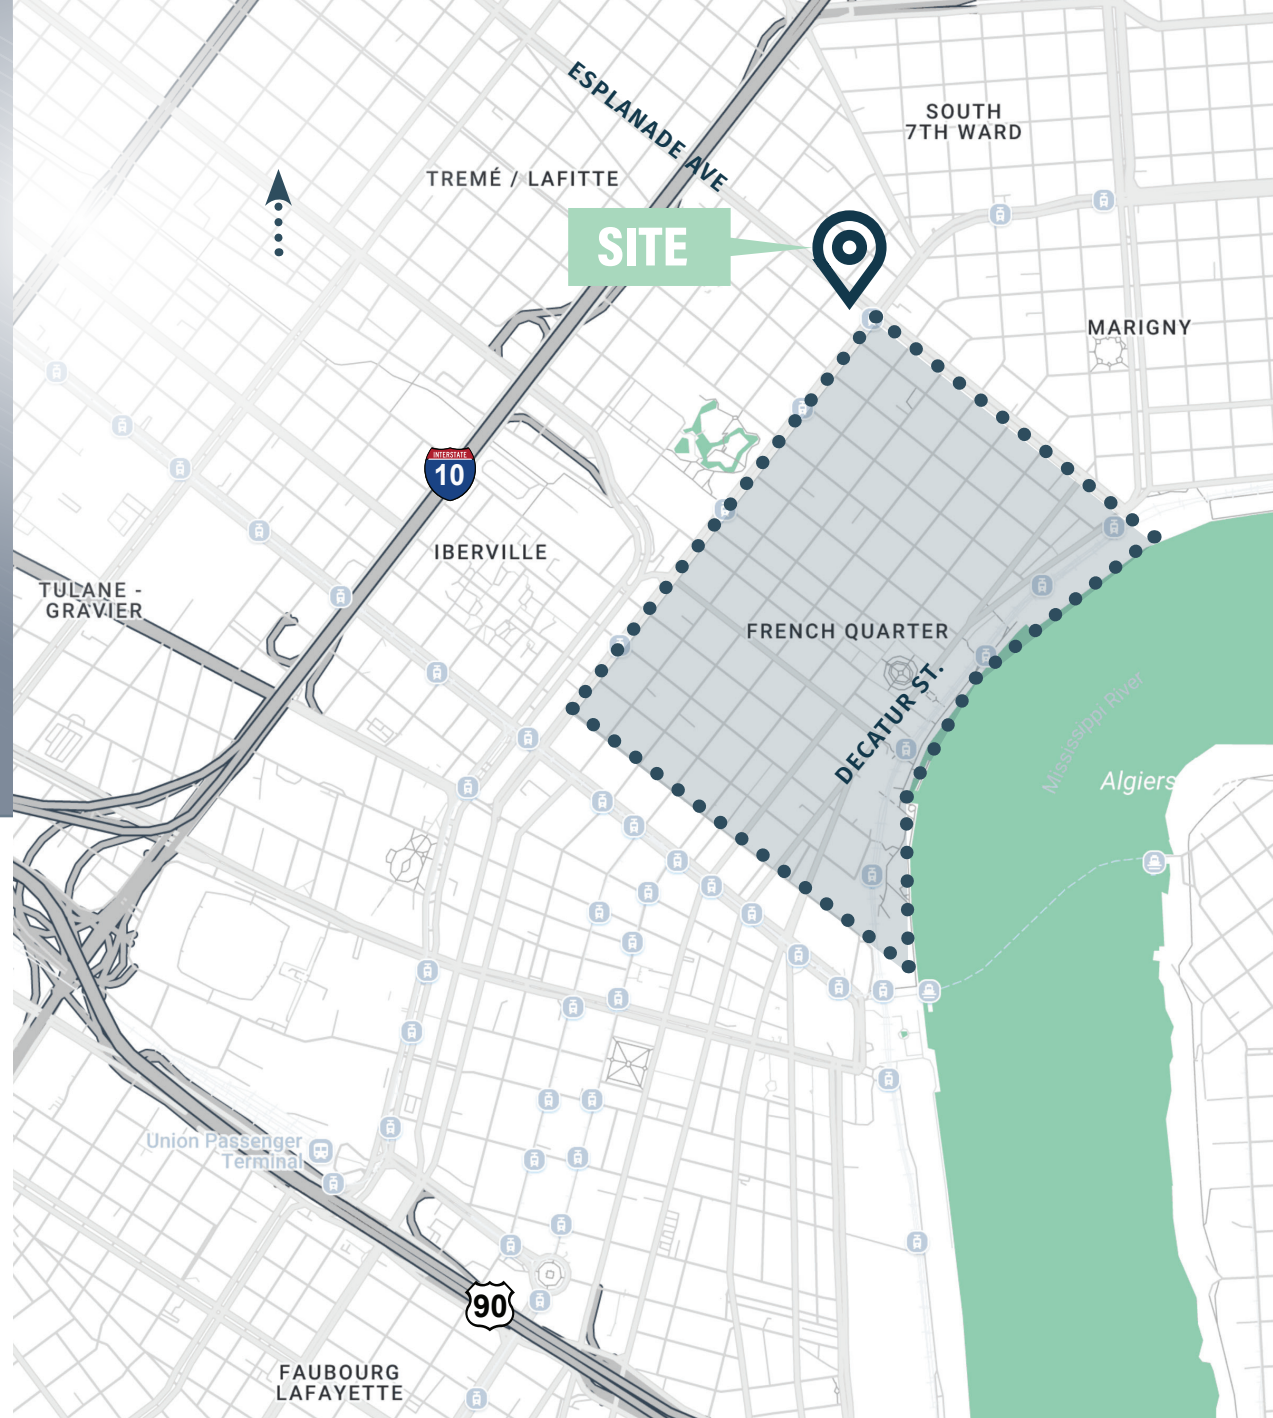 ESPLANADE AVE
SOUTH
7TH WARD
TREMÉ / LAFITTE
SITE
MARIGNY
INTERSTATE
10
IBERVILLE
TULANE -
GRAVIER
FRENCH QUARTER
DECATUR ST.
Mississippi River
Algiers
Union Passenger
Terminal
90
FAUBOURG
LAFAYETTE